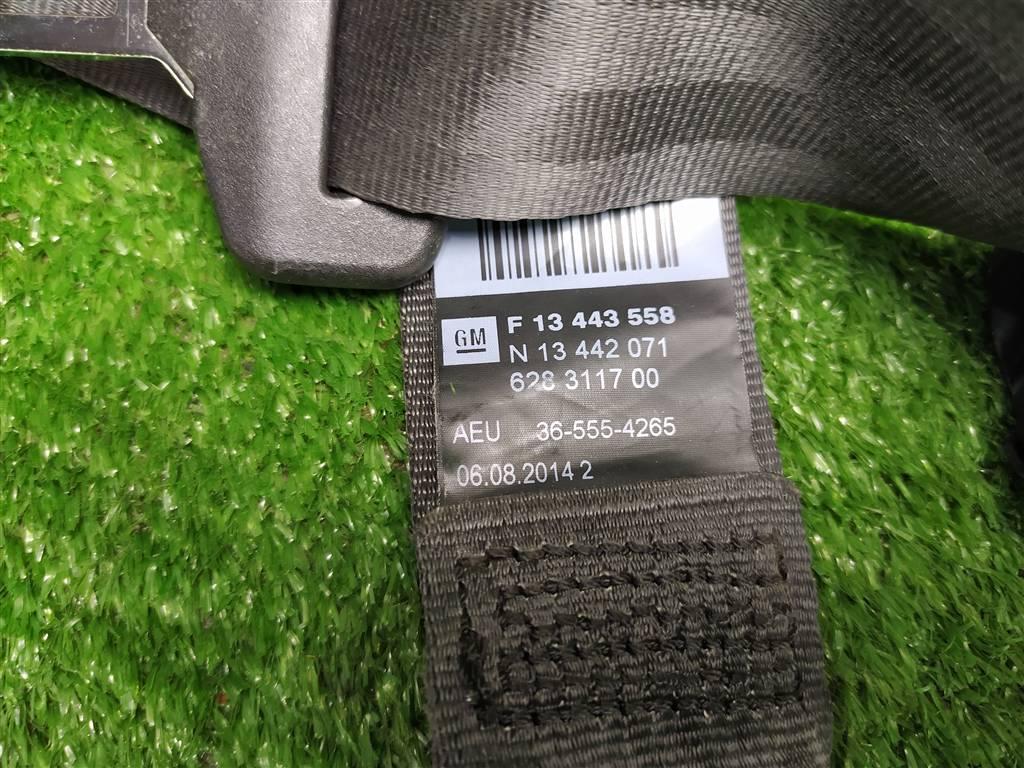 GM
F 13 443 558
N 13 442 071
628 3117 00
AEU 36-555-4265
06.08.2014 2